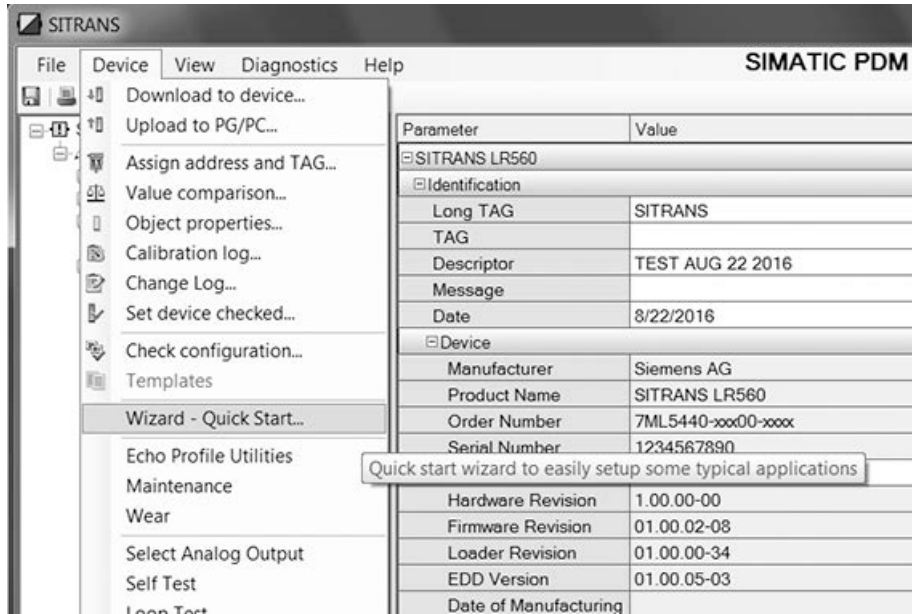 SITRANS
File Device View Diagnostics Help
SIMATIC PDM
Download to device...
Upload to PG/PC...
Assign address and TAG...
Value comparison...
Object properties...
Calibration log...
Change Log...
Set device checked...
Check configuration...
Templates
Wizard - Quick Start...
Echo Profile Utilities
Maintenance
Wear
Select Analog Output
Self Test
Loop Test
Parameter Value
SITRANS LR560
Identification
Long TAG SITRANS
TAG
Descriptor TEST AUG 22 2016
Message
Date 8/22/2016
Device
Manufacturer Siemens AG
Product Name SITRANS LR560
Order Number 7ML5440-xxx00-xxxx
Serial Number 1234567890
Quick start wizard to easily setup some typical applications
Hardware Revision 1.00.00-00
Firmware Revision 01.00.02-08
Loader Revision 01.00.00-34
EDD Version 01.00.05-03
Date of Manufacturing